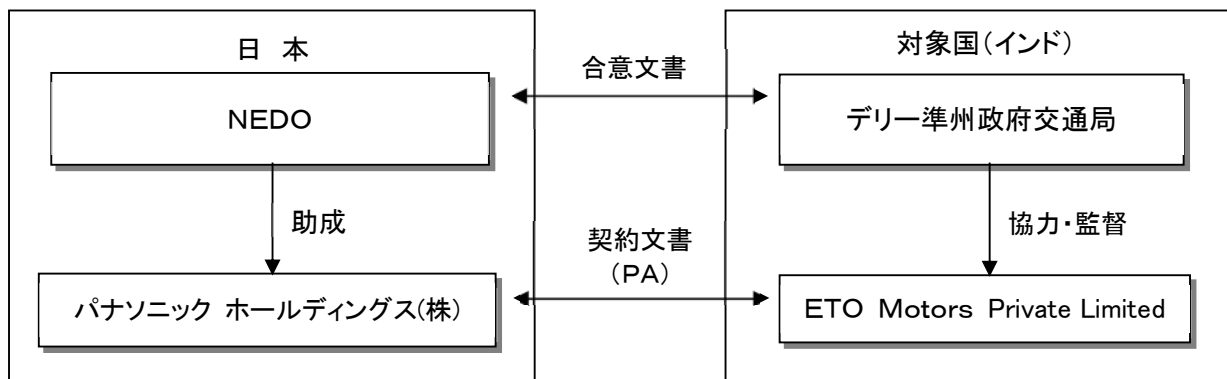 日 本
NEDO
助成
パナソニック ホールディングス(株)
合意文書
契約文書
(PA)
対象国(インド)
デリー準州政府交通局
協力・監督
ETO Motors Private Limited